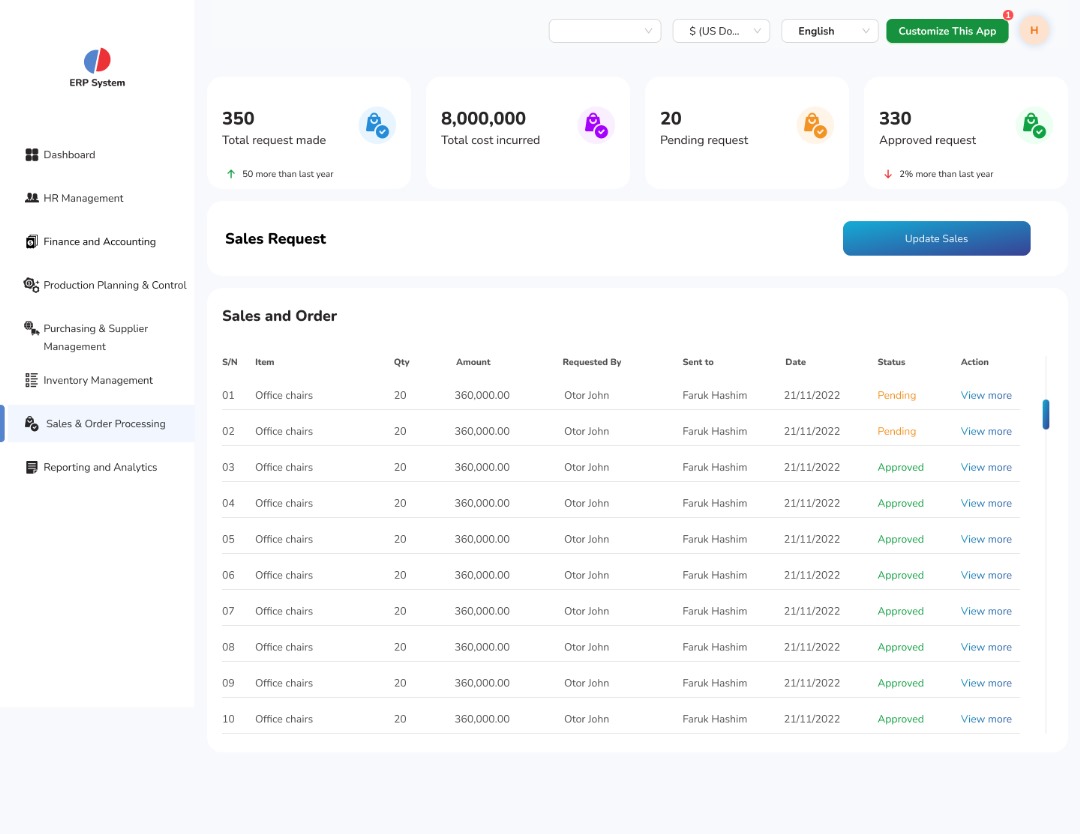 $ (US Do...
English
Customize This App
1
H
ERP System
Dashboard
HR Management
Finance and Accounting
Production Planning & Control
Purchasing & Supplier
Management
Inventory Management
Sales & Order Processing
Reporting and Analytics
350
Total request made
50 more than last year
8,000,000
Total cost incurred
20
Pending request
330
Approved request
2% more than last year
Sales Request
Update Sales
Sales and Order
S/N Item Qty Amount Requested By Sent to Date Status Action
01 Office chairs 20 360,000.00 Otor John Faruk Hashim 21/11/2022 Pending View more
02 Office chairs 20 360,000.00 Otor John Faruk Hashim 21/11/2022 Pending View more
03 Office chairs 20 360,000.00 Otor John Faruk Hashim 21/11/2022 Approved View more
04 Office chairs 20 360,000.00 Otor John Faruk Hashim 21/11/2022 Approved View more
05 Office chairs 20 360,000.00 Otor John Faruk Hashim 21/11/2022 Approved View more
06 Office chairs 20 360,000.00 Otor John Faruk Hashim 21/11/2022 Approved View more
07 Office chairs 20 360,000.00 Otor John Faruk Hashim 21/11/2022 Approved View more
08 Office chairs 20 360,000.00 Otor John Faruk Hashim 21/11/2022 Approved View more
09 Office chairs 20 360,000.00 Otor John Faruk Hashim 21/11/2022 Approved View more
10 Office chairs 20 360,000.00 Otor John Faruk Hashim 21/11/2022 Approved View more